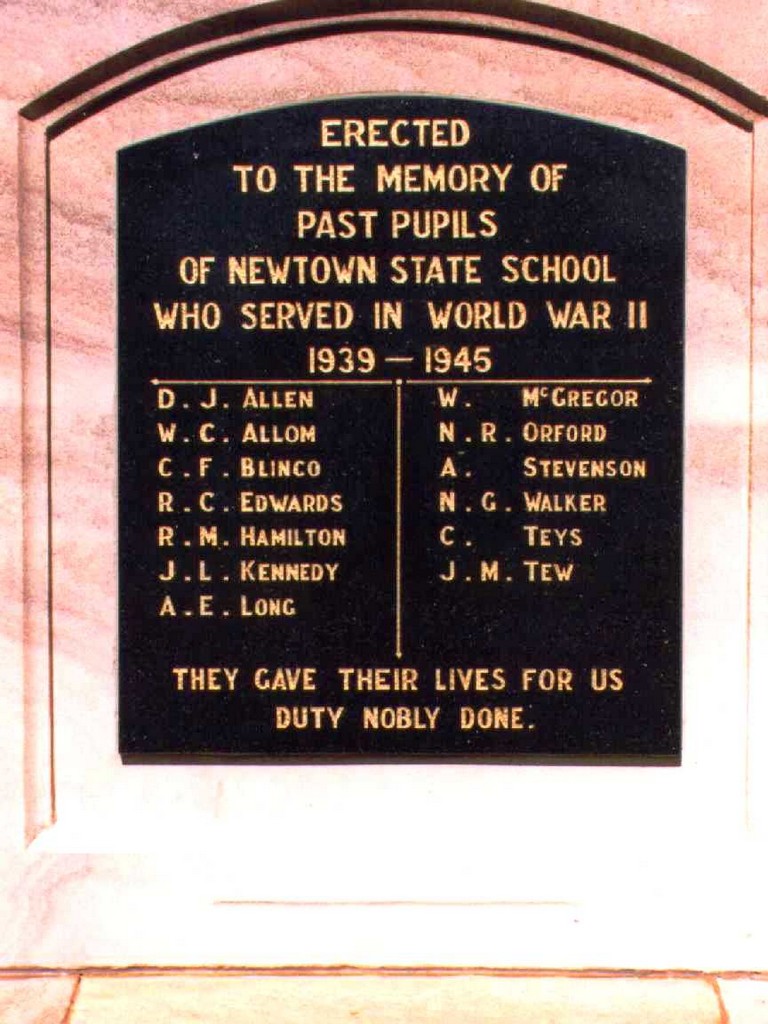 ERECTED
TO THE MEMORY OF
PAST PUPILS
OF NEWTOWN STATE SCHOOL
WHO SERVED IN WORLD WAR II
1939 — 1945
D. J. ALLEN
W. C. ALLOM
C. F. BLINCO
R. C. EDWARDS
R. M. HAMILTON
J. L. KENNEDY
A. E. LONG
W. McGREGOR
N. R. ORFORD
A. STEVENSON
N. G. WALKER
C. TEYS
J. M. TEW
THEY GAVE THEIR LIVES FOR US
DUTY NOBLY DONE.